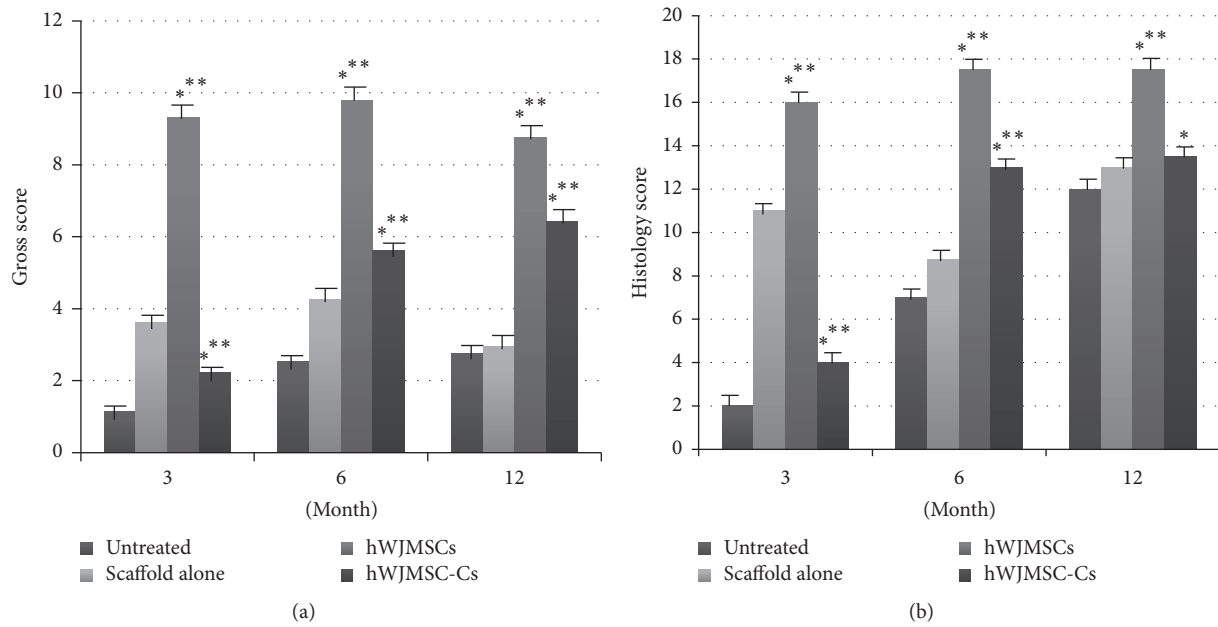 12
10
8
6
4
2
0
Gross score
* **
* **
* **
* **
* **
* **
3 6 12
(Month)
Untreated hWJMSCs
Scaffold alone hWJMSC-Cs
(a)
20
18
16
14
12
10
8
6
4
2
0
Histology score
* **
* **
* **
* **
* **
*
3 6 12
(Month)
Untreated hWJMSCs
Scaffold alone hWJMSC-Cs
(b)